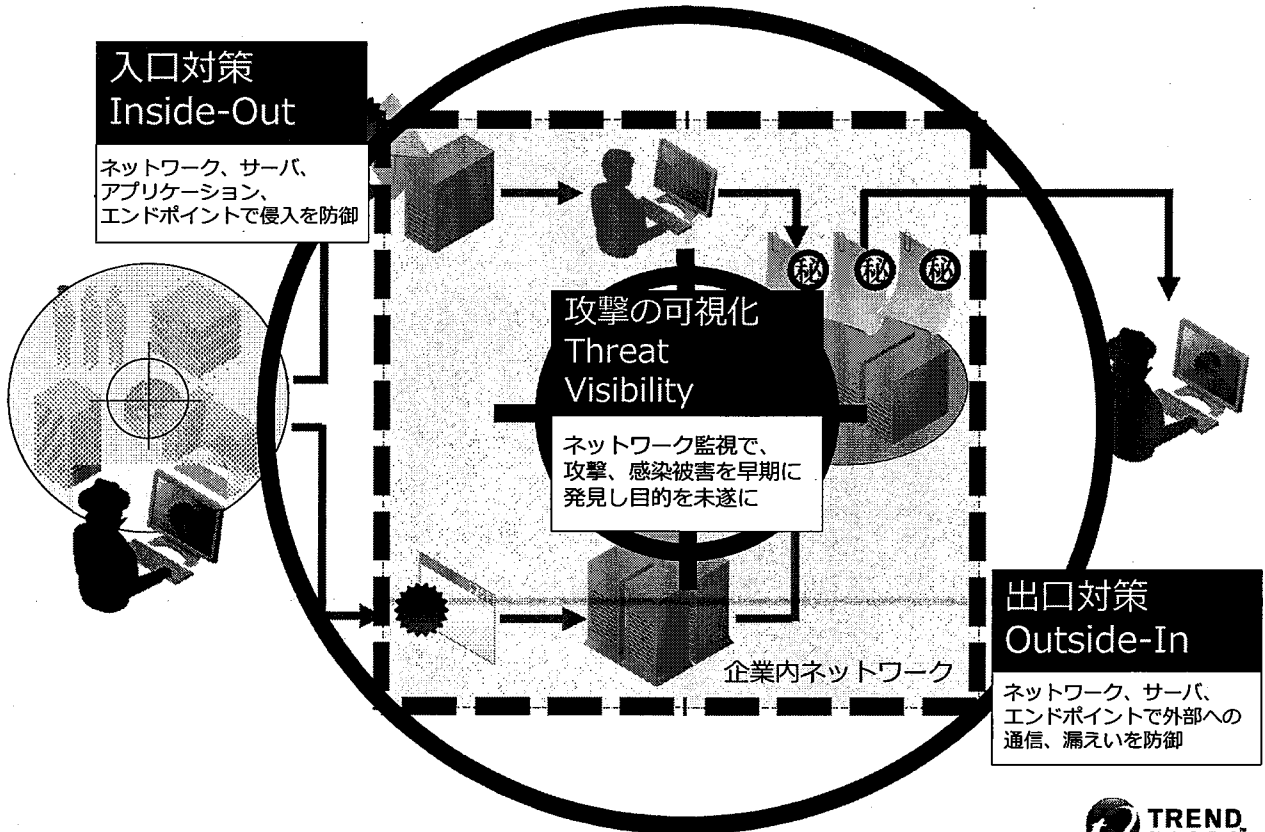 入口対策
Inside-Out
ネットワーク、サーバ、
アプリケーション、
エンドポイントで侵入を防御
秘 秘 秘
攻撃の可視化
Threat
Visibility
ネットワーク監視で、
攻撃、感染被害を早期に
発見し目的を未遂に
企業内ネットワーク
出口対策
Outside-In
ネットワーク、サーバ、
エンドポイントで外部への
通信、漏えいを防御
TREND